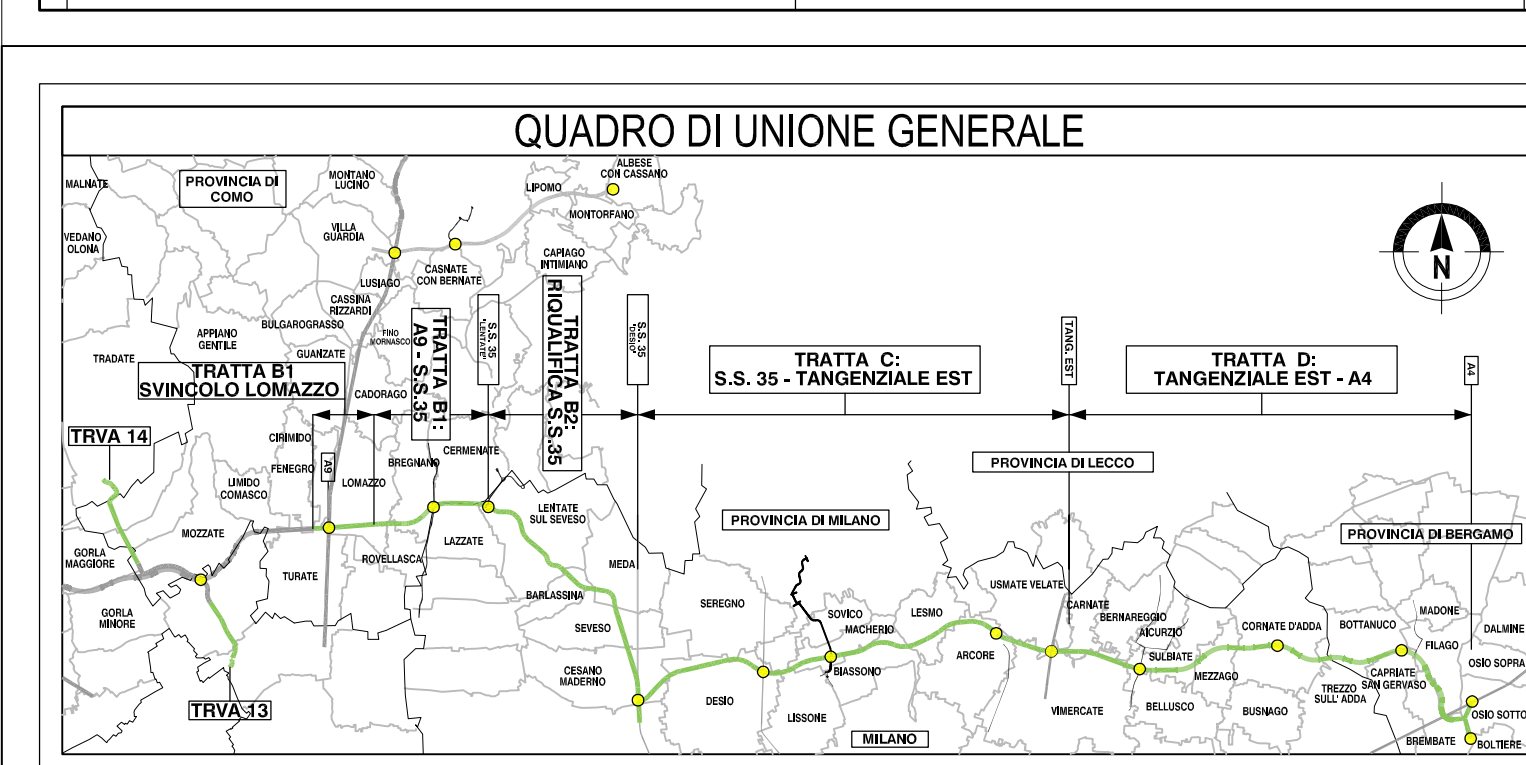 QUADRO DI UNIONE GENERALE
MALNATE
PROVINCIA DI
COMO
MONTANO
LUCINO
LIPOMO
ALBESE
CON CASSANO
MONTORFANO
VEDANO
OLONA
VILLA
GUARDIA
CAPIAGO
INTIMIANO
CASNATE
CON BERNATE
LUSIAGO
CASSINA
RIZZARDI
BULGAROGRASSO
APPIANO
GENTILE
FINO
MORNASCO
GUANZATE
TRADATE
TRATTA B1
SVINCOLO LOMAZZO
CADORAGO
TRATTA B1:
A9 - S.S.35
S.S. 35
"LENTATE"
TRATTA B2:
RIQUALIFICA S.S.35
S.S. 35
"DESIO"
TRATTA C:
S.S. 35 - TANGENZIALE EST
TANG. EST
TRATTA D:
TANGENZIALE EST - A4
A4
N
TRVA 14
CIRIMIDO
FENEGRO
A9
LOMAZZO
BREGNANO
CERMENATE
LIMIDO
COMASCO
PROVINCIA DI LECCO
MOZZATE
LENTATE
SUL SEVESO
PROVINCIA DI MILANO
PROVINCIA DI BERGAMO
GORLA
MAGGIORE
LAZZATE
ROVELLASCA
TURATE
MEDA
BARLASSINA
USMATE VELATE
GORLA
MINORE
SEREGNO
SOVICO
LESMO
CARNATE
BERNAREGGIO
MADONE
SEVESO
MACHERIO
AICURZIO
CORNATE D'ADDA
BOTTANUCO
DALMINE
FILAGO
CESANO
MADERNO
BIASSONO
ARCORE
SULBIATE
MEZZAGO
CAPRIATE
SAN GERVASO
OSIO SOPRA
TREZZO
SULL' ADDA
TRVA 13
DESIO
LISSONE
VIMERCATE
BELLUSCO
BUSNAGO
OSIO SOTTO
MILANO
BREMBATE
BOLTIERE